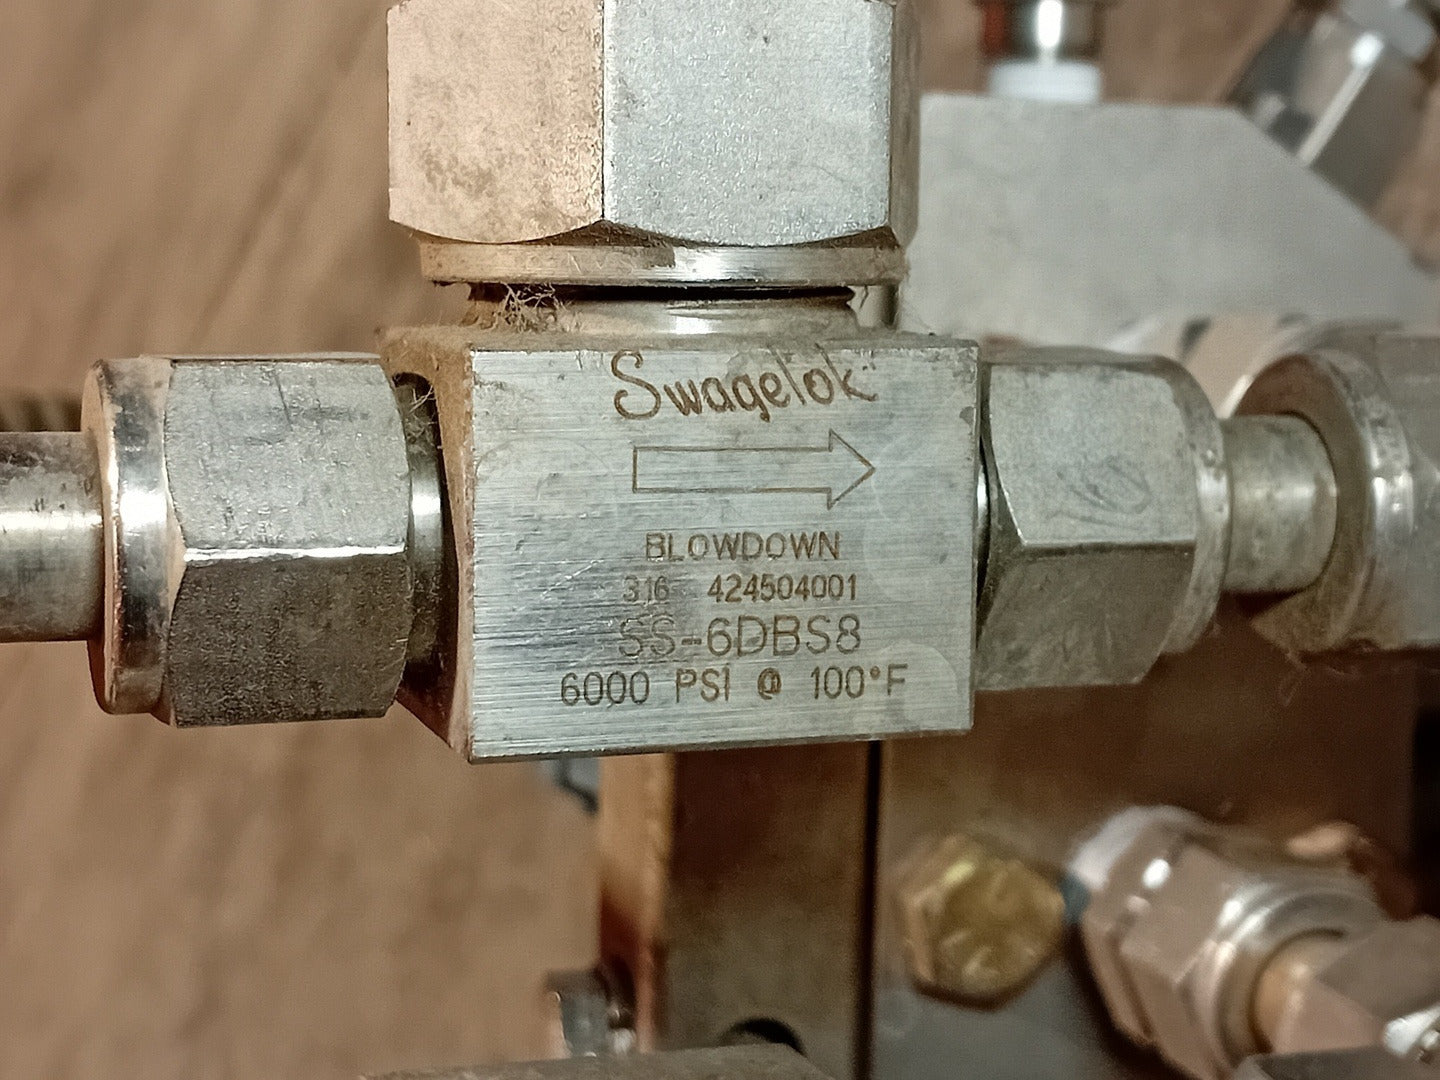 Swagelok
BLOWDOWN
316 424504001
SS-6DBS8
6000 PSI @ 100°F